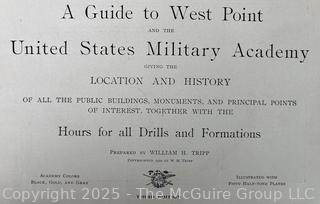 A Guide to West Point
AND THE
United States Military Academy
GIVING THE
LOCATION AND HISTORY
OF ALL THE PUBLIC BUILDINGS, MONUMENTS, AND PRINCIPAL POINTS
OF INTEREST, TOGETHER WITH THE
Hours for all Drills and Formations
PREPARED BY WILLIAM H. TRIPP
COPYRIGHTED BY W. H. TRIPP
ACADEMY COLORS
BLACK, GOLD, AND GRAY
ILLUSTRATED WITH
FIFTY HALF-TONE PLATES
Copyright 2025 - The McGuire Group LLC